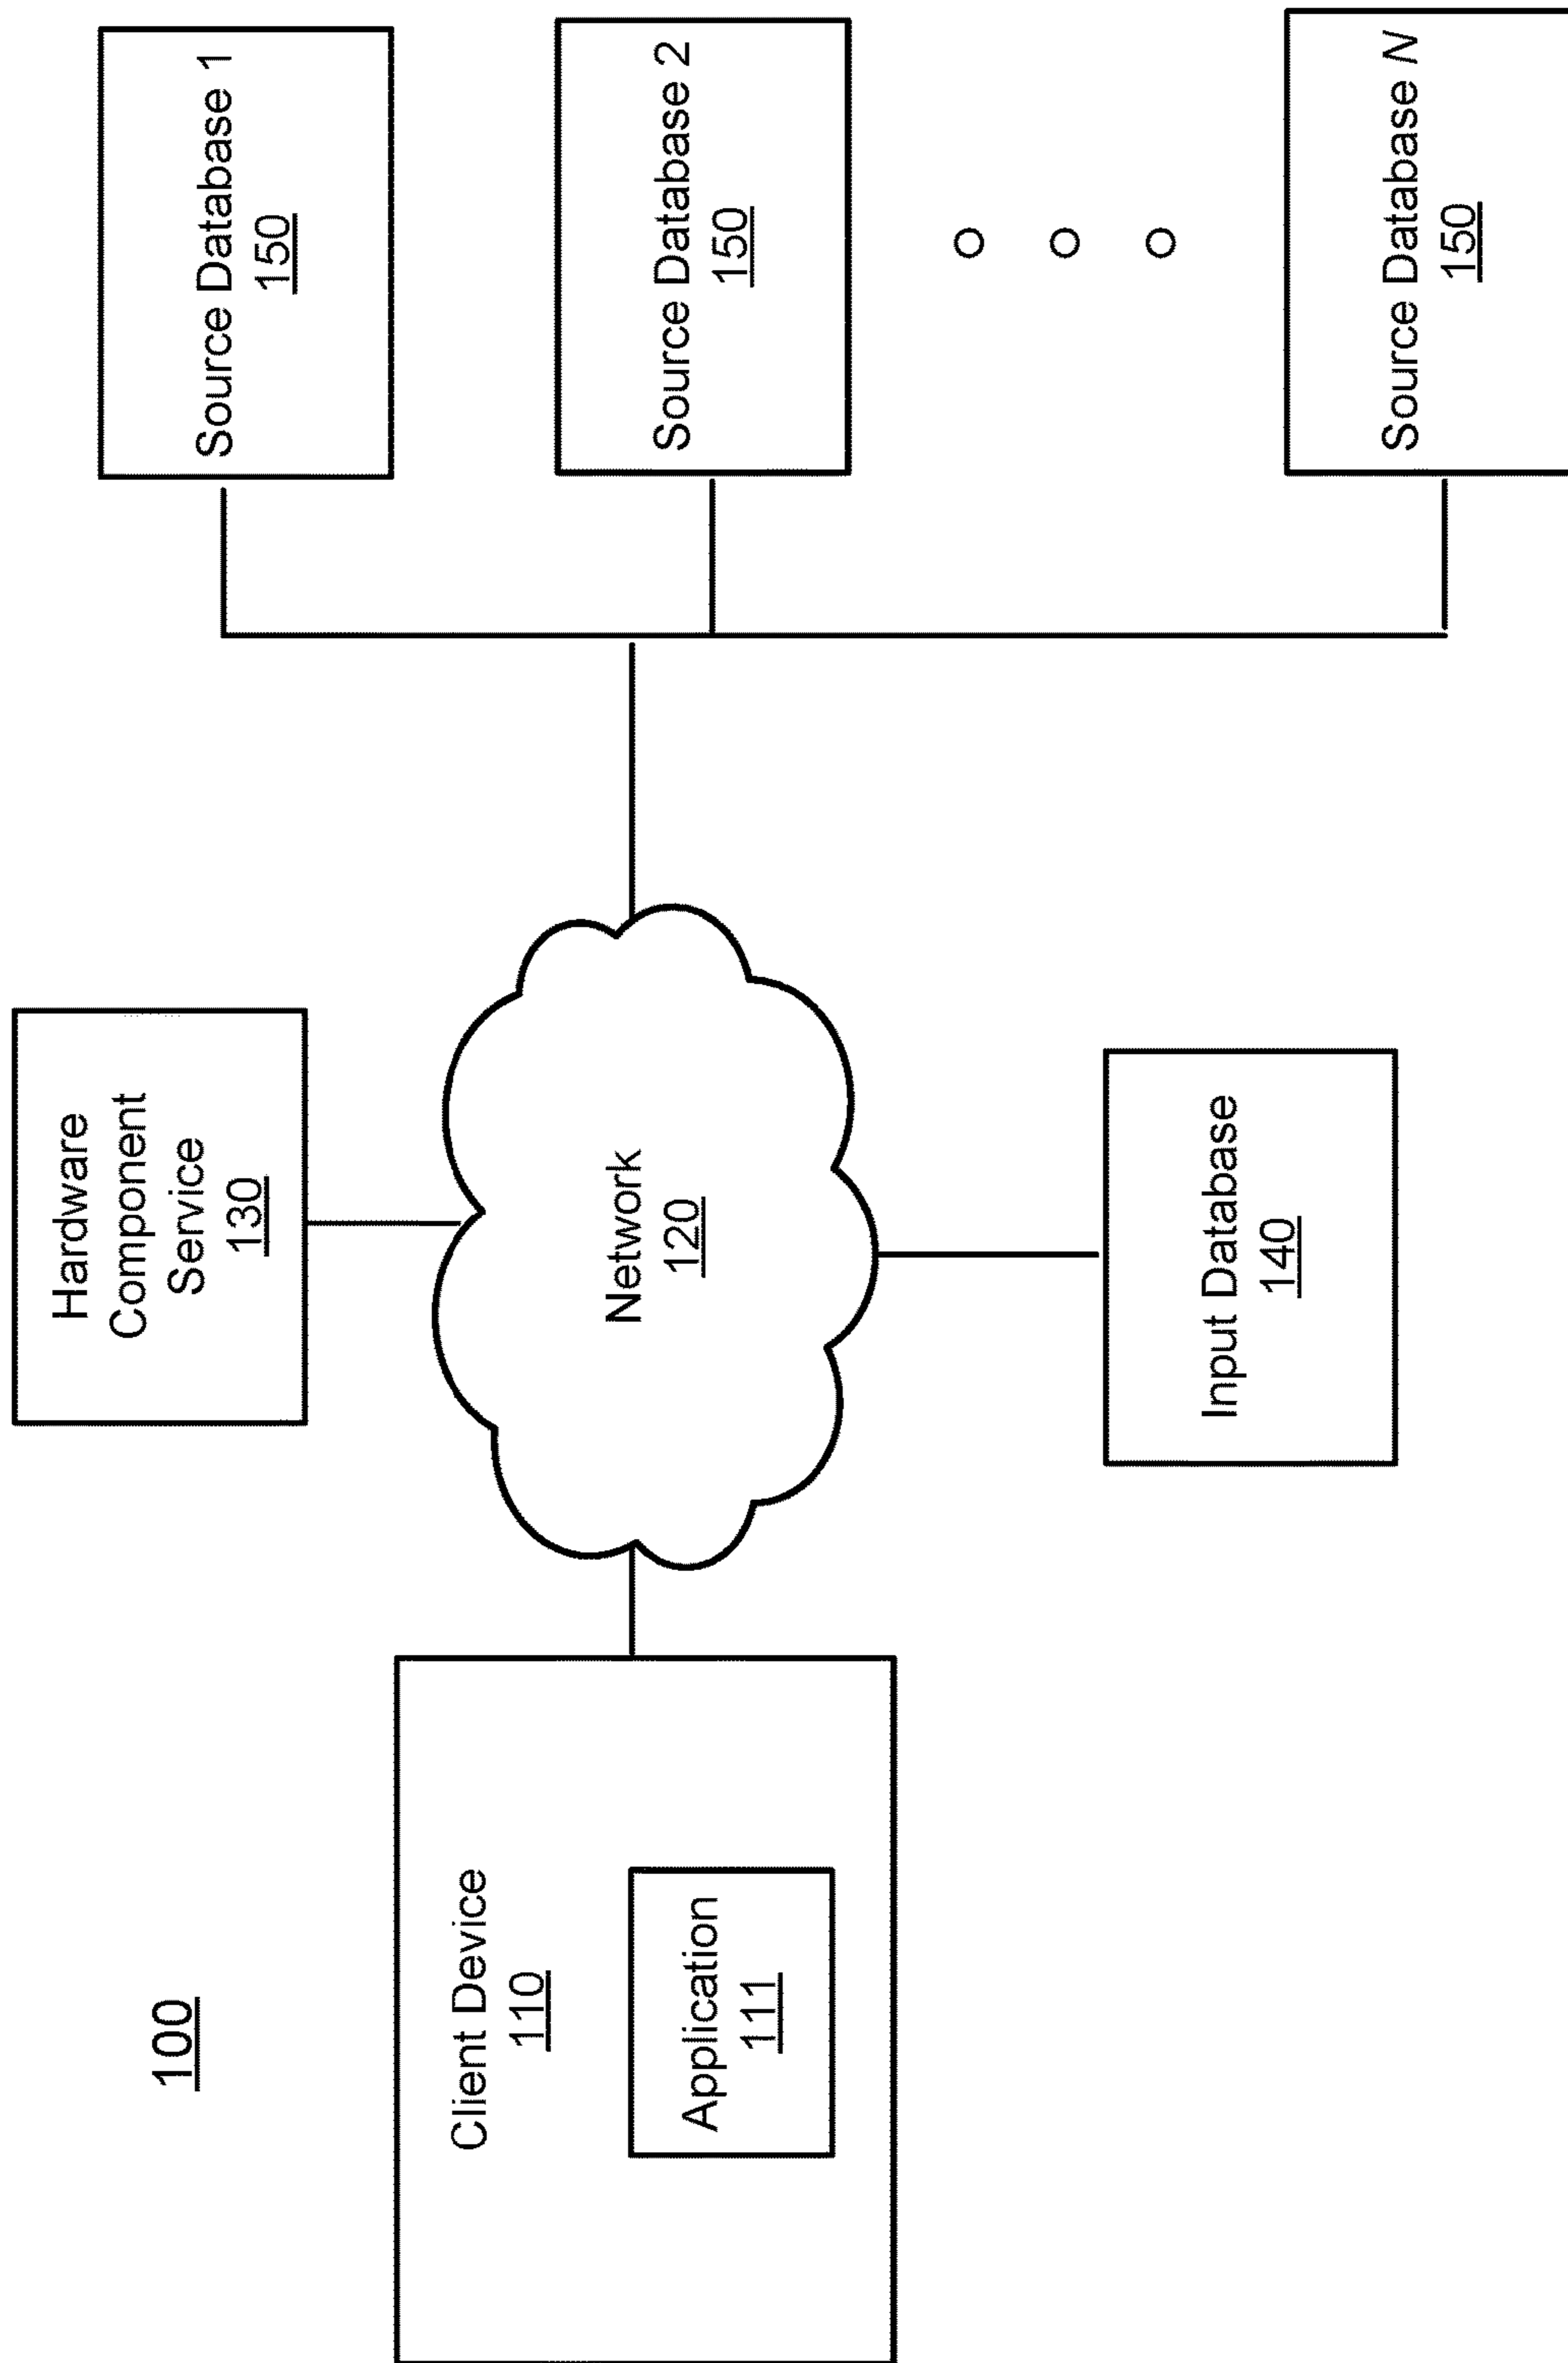 100
Client Device
110
Application
111
Hardware
Component
Service
130
Network
120
Input Database
140
Source Database 1
150
Source Database 2
150
Source Database N
150